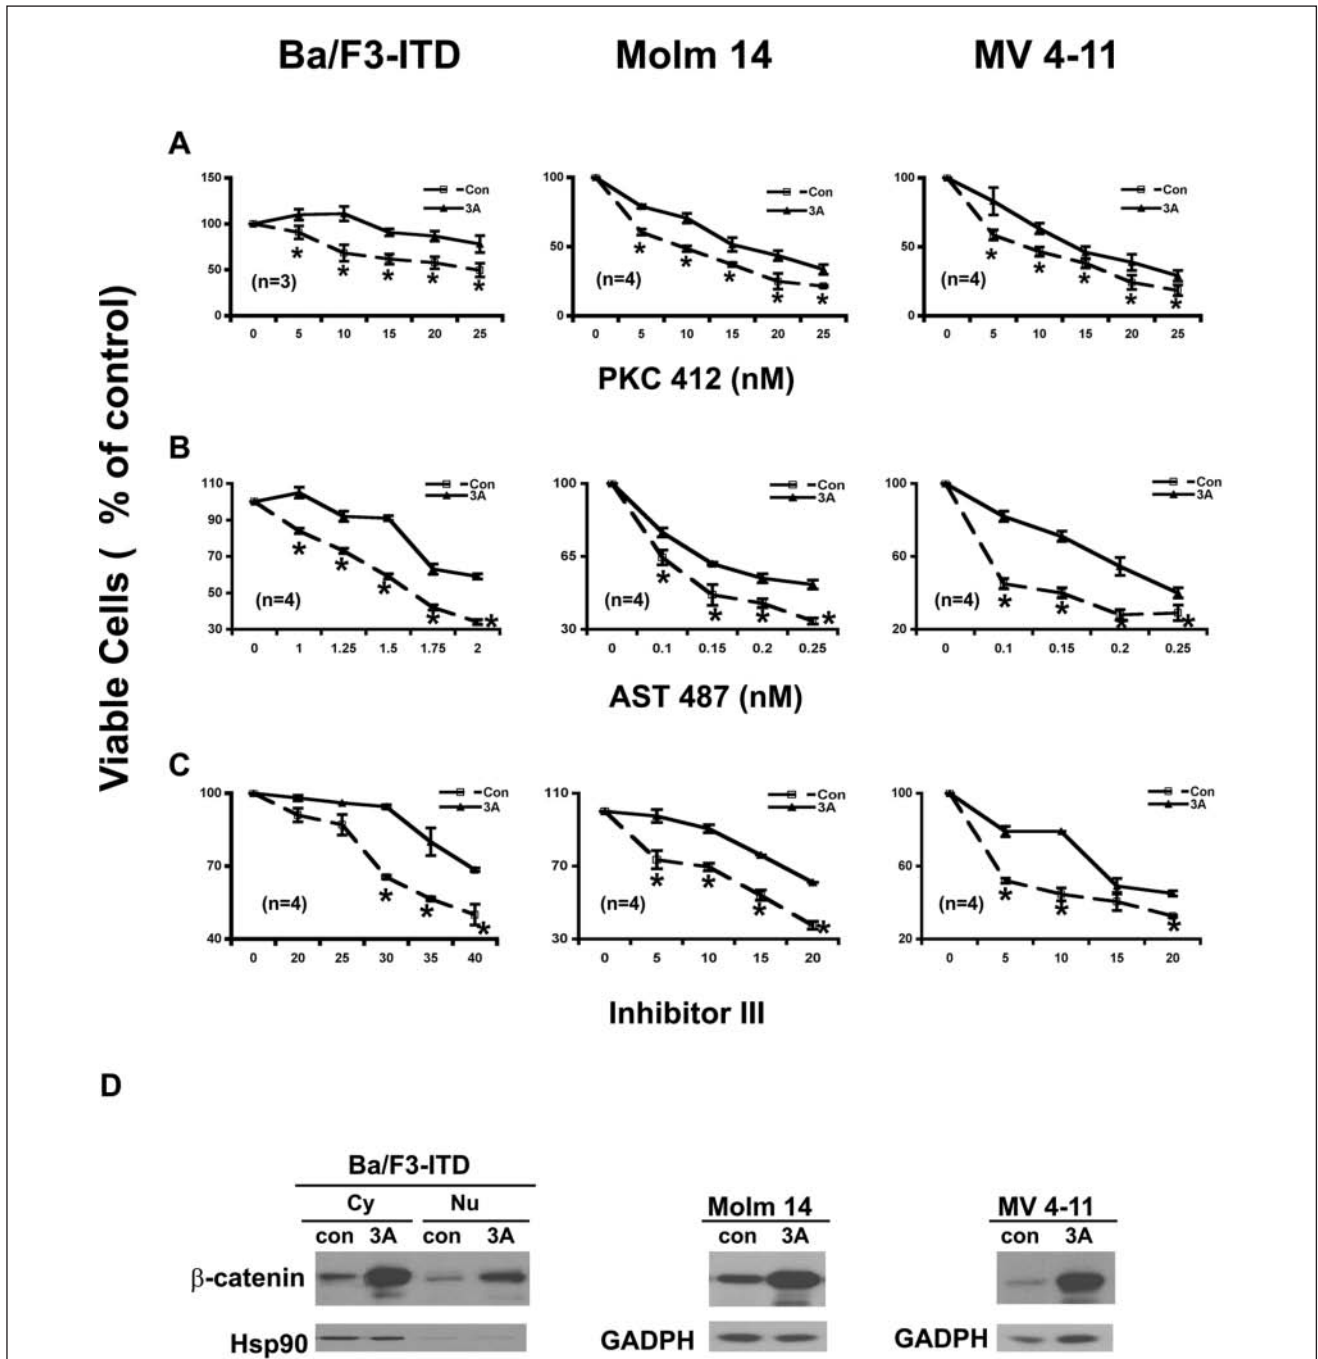 Ba/F3-ITD Molm 14 MV 4-11
A
150 100 50 0
Con
3A
(n=3)
* * * * *
0 5 10 15 20 25
100 50 0
Con
3A
(n=4)
* * * * *
0 5 10 15 20 25
100 50 0
Con
3A
(n=4)
* * * * *
0 5 10 15 20 25
PKC 412 (nM)
Viable Cells ( % of control)
B
110 90 70 50 30
Con
3A
(n=4)
* * * * *
0 1 1.25 1.5 1.75 2
100 65 30
Con
3A
(n=4)
* * * *
0 0.1 0.15 0.2 0.25
100 60 20
Con
3A
(n=4)
* * * *
0 0.1 0.15 0.2 0.25
AST 487 (nM)
C
100 70 40
Con
3A
(n=4)
* * *
0 20 25 30 35 40
110 70 30
Con
3A
(n=4)
* * * *
0 5 10 15 20
100 60 20
Con
3A
(n=4)
* * *
0 5 10 15 20
Inhibitor III
D
Ba/F3-ITD
Cy Nu
con 3A con 3A
β-catenin
Hsp90
Molm 14
con 3A
GADPH
MV 4-11
con 3A
GADPH